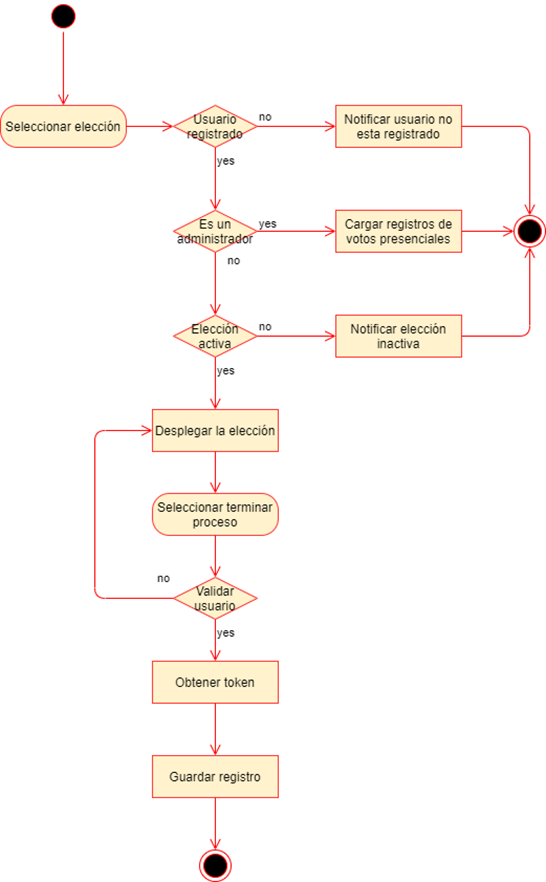 Seleccionar elección
Usuario
registrado
no
Notificar usuario no
esta registrado
yes
Es un
administrador
yes
Cargar registros de
votos presenciales
no
Elección
activa
no
Notificar elección
inactiva
yes
Desplegar la elección
Seleccionar terminar
proceso
no
Validar
usuario
yes
Obtener token
Guardar registro